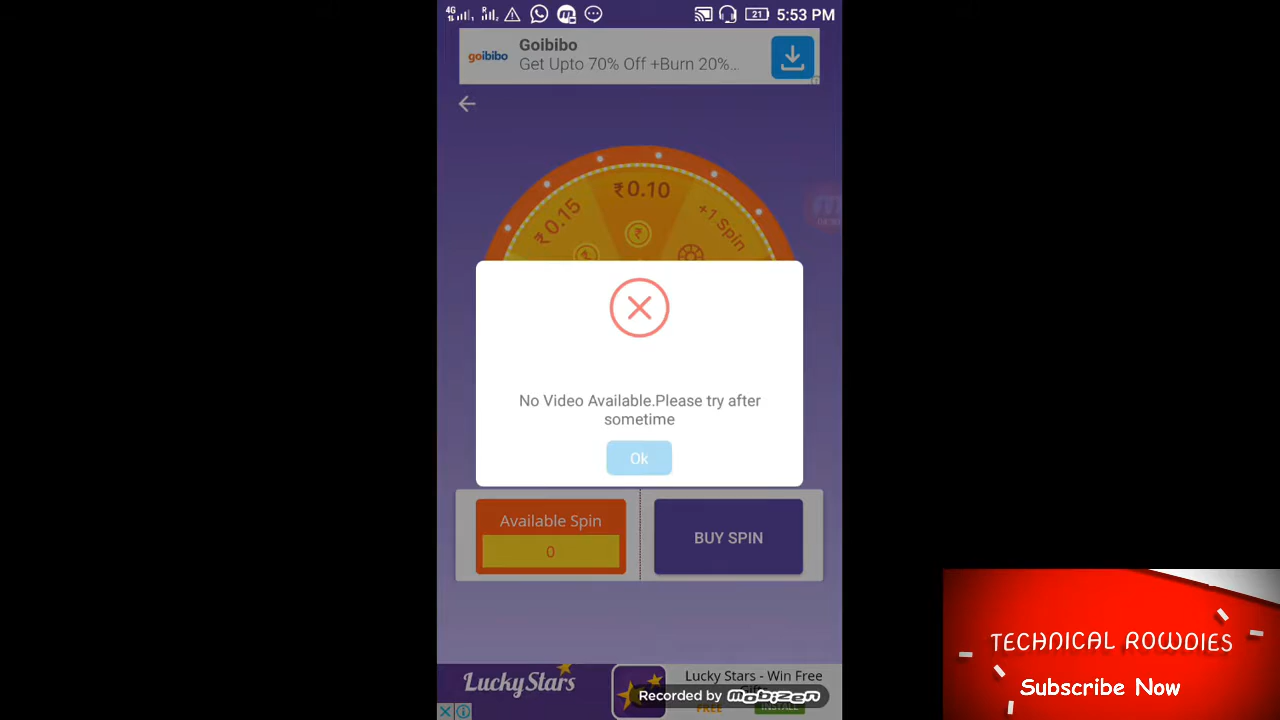 4G R 21 5:53 PM
goibibo
Goibibo
Get Upto 70% Off +Burn 20%...
₹0.15
₹0.10
+1 Spin
No Video Available.Please try after
sometime
Ok
Available Spin
0
BUY SPIN
Lucky Stars
Lucky Stars - Win Free
FREE
INSTALL
Recorded by mobizen
TECHNICAL ROWDIES
Subscribe Now